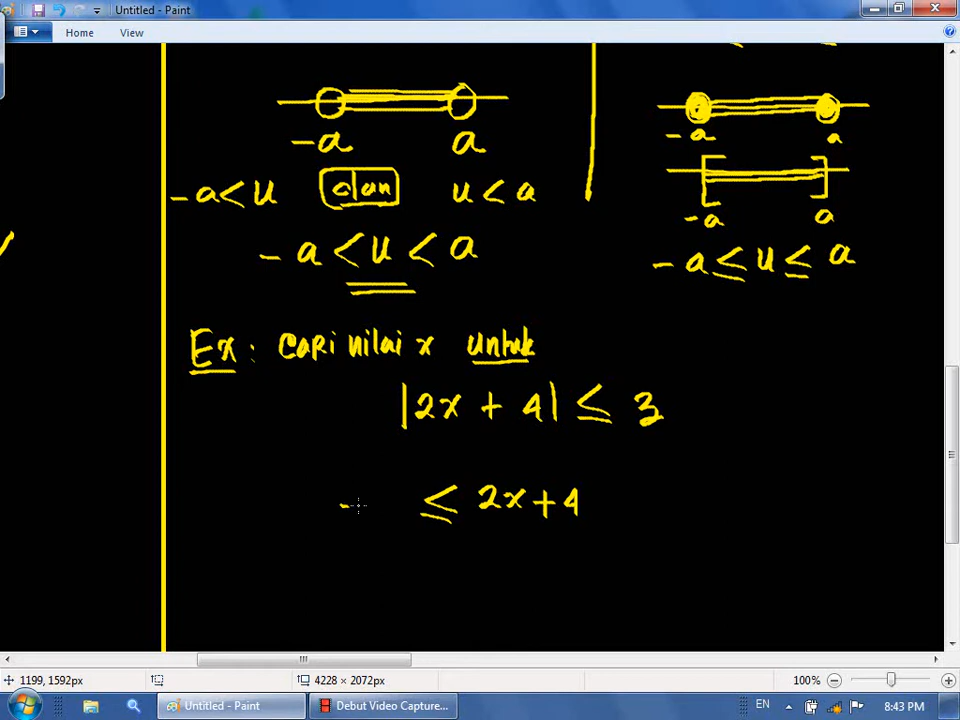 Untitled - Paint
Home View
-a a
-a < u dan u < a
-a < u < a
-a a
-a a
-a ≤ u ≤ a
Ex : cari nilai x untuk
|2x + 4| ≤ 3
- ≤ 2x+4
1199, 1592px 4228 × 2072px 100%
Untitled - Paint Debut Video Capture... EN 8:43 PM